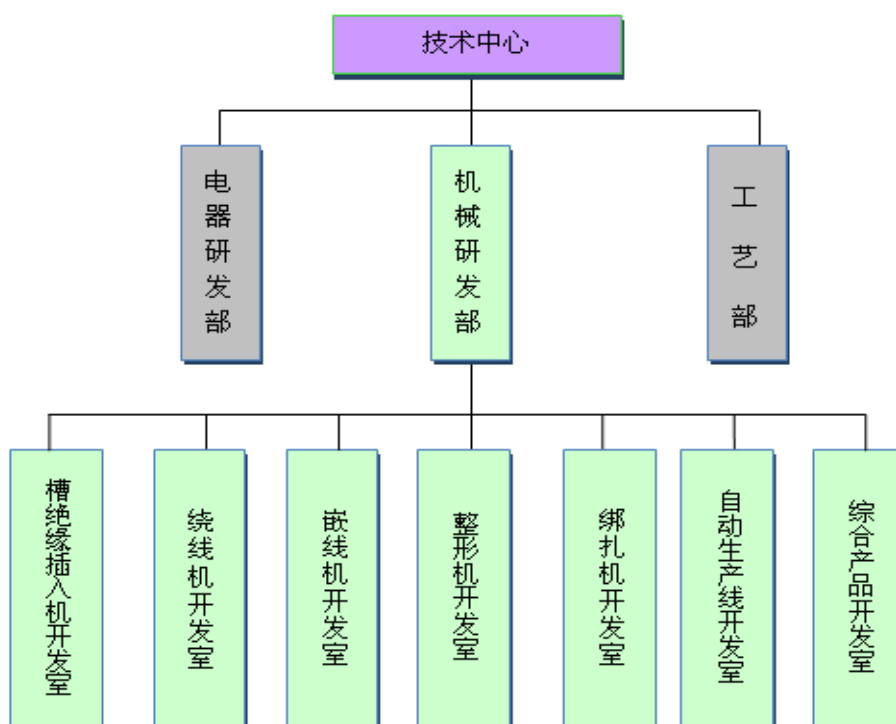 技术中心
电器研发部
机械研发部
工艺部
槽绝缘插入机开发室
绕线机开发室
嵌线机开发室
整形机开发室
绑扎机开发室
自动生产线开发室
综合产品开发室